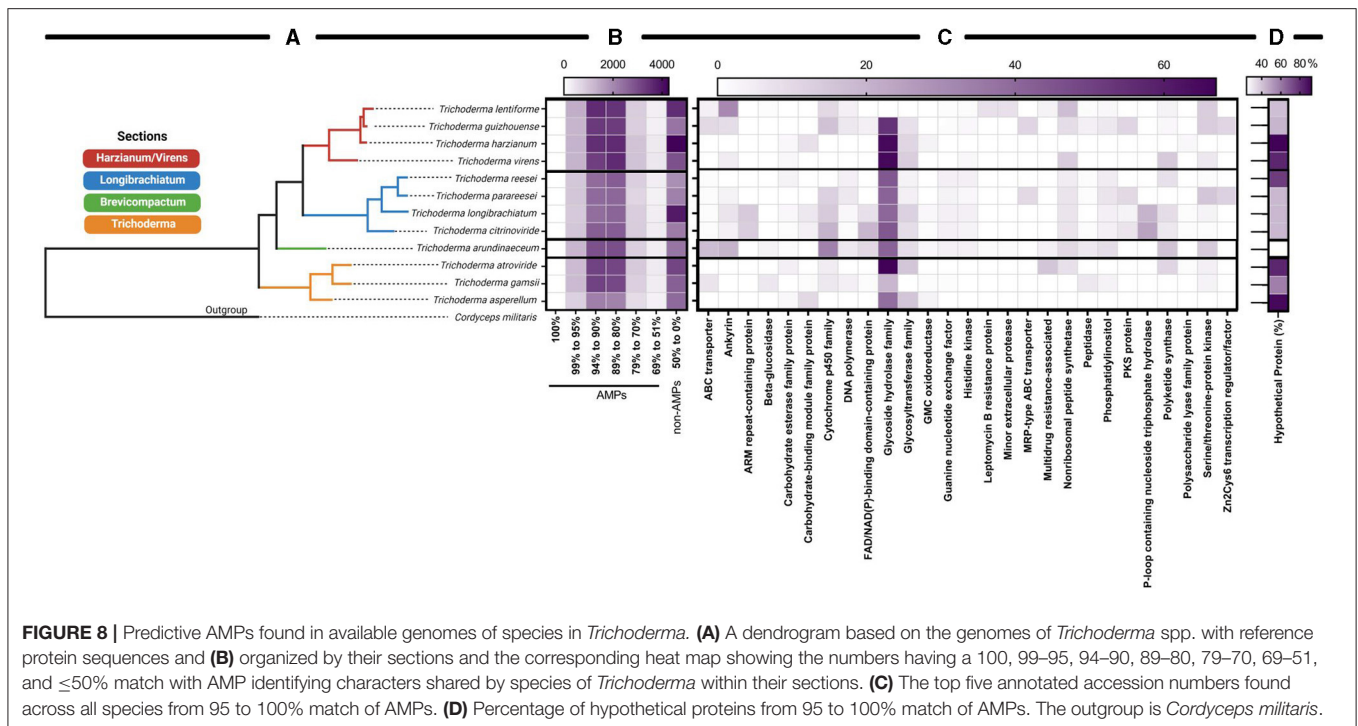 A
B
C
D
0 2000 4000
0 20 40 60
40 60 80%
Sections
Harzianum/Virens
Longibrachiatum
Brevicompactum
Trichoderma
Trichoderma lentiforme
Trichoderma guizhouense
Trichoderma harzianum
Trichoderma virens
Trichoderma reesei
Trichoderma parareesei
Trichoderma longibrachiatum
Trichoderma citrinoviride
Trichoderma arundinaeceum
Trichoderma atroviride
Trichoderma gamsii
Trichoderma asperellum
Outgroup
Cordyceps militaris
100%
99% to 95%
94% to 90%
89% to 80%
79% to 70%
69% to 51%
50% to 0%
AMPs
non-AMPs
ABC transporter
Ankyrin
ARM repeat-containing protein
Beta-glucosidase
Carbohydrate esterase family protein
Carbohydrate-binding module family protein
Cytochrome p450 family
DNA polymerase
FAD/NAD(P)-binding domain-containing protein
Glycoside hydrolase family
Glycosyltransferase family
GMC oxidoreductase
Guanine nucleotide exchange factor
Histidine kinase
Leptomycin B resistance protein
Minor extracellular protease
MRP-type ABC transporter
Multidrug resistance-associated
Nonribosomal peptide synthetase
Peptidase
Phosphatidylinositol
PKS protein
P-loop containing nucleoside triphosphate hydrolase
Polyketide synthase
Polysaccharide lyase family protein
Serine/threonine-protein kinase
Zn2Cys6 transcription regulator/factor
Hypothetical Protein (%)
FIGURE 8 | Predictive AMPs found in available genomes of species in Trichoderma. (A) A dendrogram based on the genomes of Trichoderma spp. with reference
protein sequences and (B) organized by their sections and the corresponding heat map showing the numbers having a 100, 99–95, 94–90, 89–80, 79–70, 69–51,
and ≤50% match with AMP identifying characters shared by species of Trichoderma within their sections. (C) The top five annotated accession numbers found
across all species from 95 to 100% match of AMPs. (D) Percentage of hypothetical proteins from 95 to 100% match of AMPs. The outgroup is Cordyceps militaris.